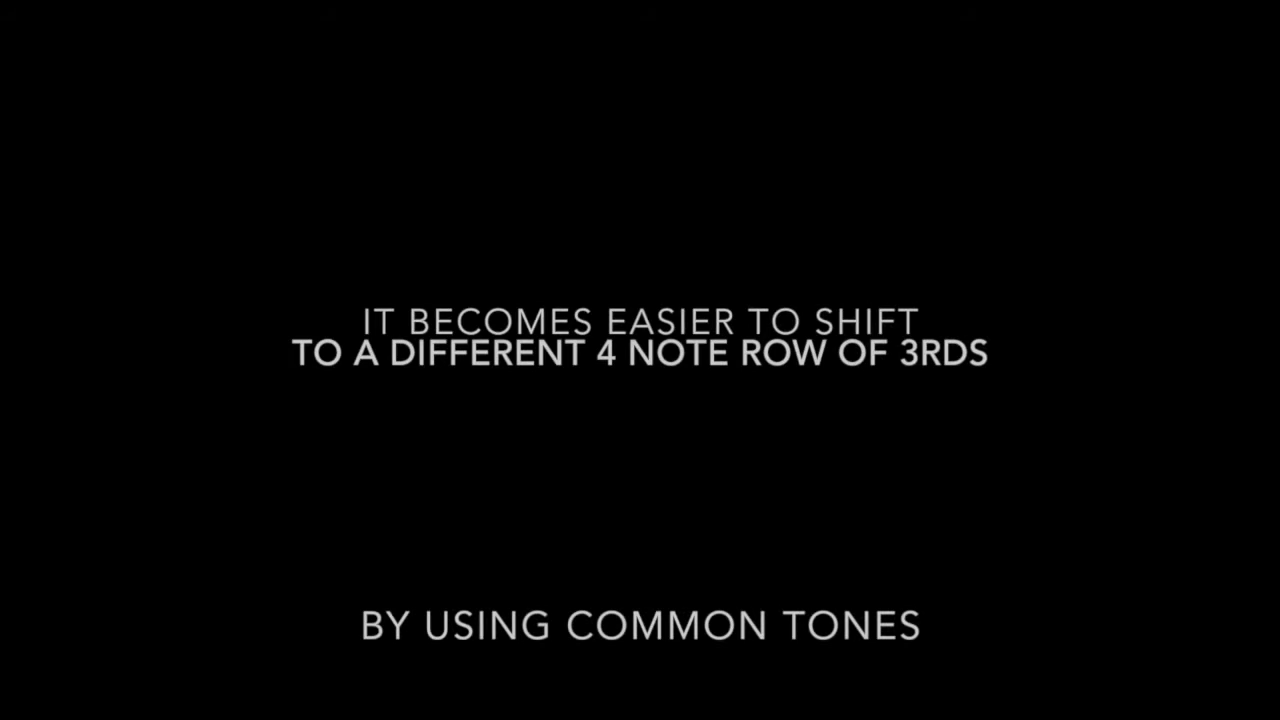 IT BECOMES EASIER TO SHIFT
TO A DIFFERENT 4 NOTE ROW OF 3RDS
BY USING COMMON TONES